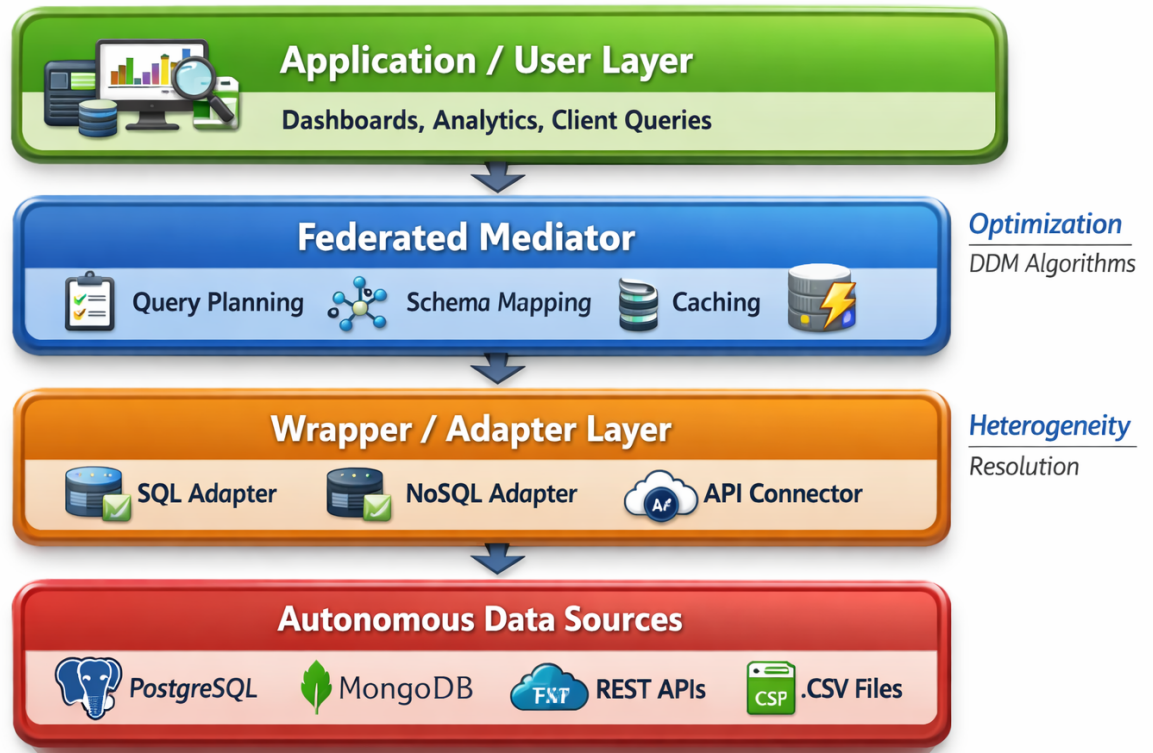 Application / User Layer
Dashboards, Analytics, Client Queries
Federated Mediator
Optimization
DDM Algorithms
Query Planning
Schema Mapping
Caching
Wrapper / Adapter Layer
Heterogeneity
Resolution
SQL Adapter
NoSQL Adapter
AF
API Connector
Autonomous Data Sources
PostgreSQL
MongoDB
REST APIs
CSP
.CSV Files